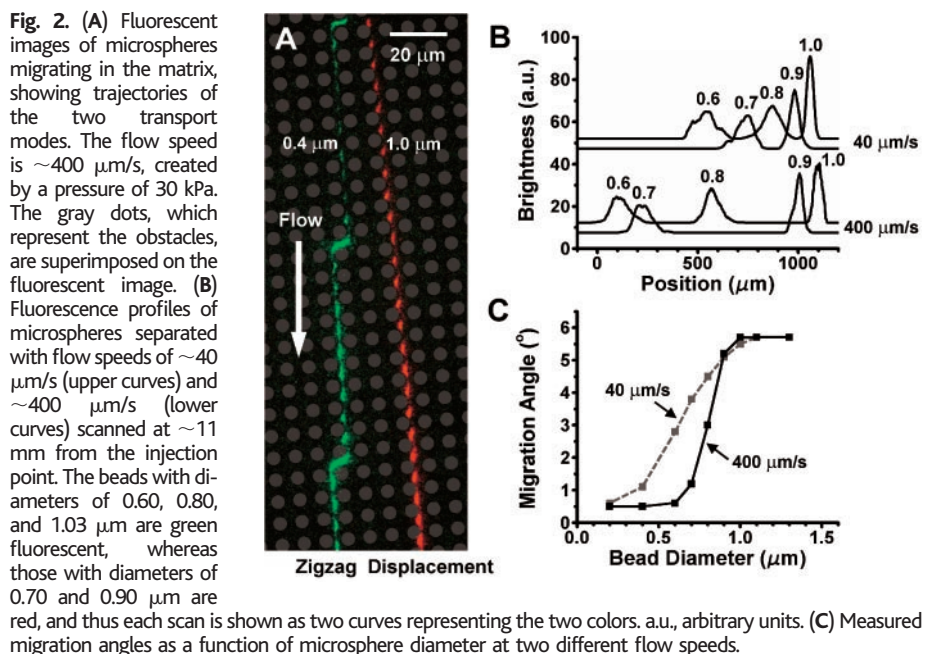 Fig. 2. (A) Fluorescent
images of microspheres
migrating in the matrix,
showing trajectories of
the two transport
modes. The flow speed
is ~400 μm/s, created
by a pressure of 30 kPa.
The gray dots, which
represent the obstacles,
are superimposed on the
fluorescent image. (B)
Fluorescence profiles of
microspheres separated
with flow speeds of ~40
μm/s (upper curves) and
~400 μm/s (lower
curves) scanned at ~11
mm from the injection
point. The beads with di-
ameters of 0.60, 0.80,
and 1.03 μm are green
fluorescent, whereas
those with diameters of
0.70 and 0.90 μm are
red, and thus each scan is shown as two curves representing the two colors. a.u., arbitrary units. (C) Measured
migration angles as a function of microsphere diameter at two different flow speeds.
A
20 μm
0.4 μm
1.0 μm
Flow
Zigzag Displacement
B
Brightness (a.u.)
100
80
60
40
20
0
0.6
0.7
0.8
0.9
1.0
40 μm/s
0.6
0.7
0.8
0.9
1.0
400 μm/s
0
500
1000
Position (μm)
C
Migration Angle (°)
6
5
4
3
2
1
0
40 μm/s
400 μm/s
0.0
0.5
1.0
1.5
Bead Diameter (μm)